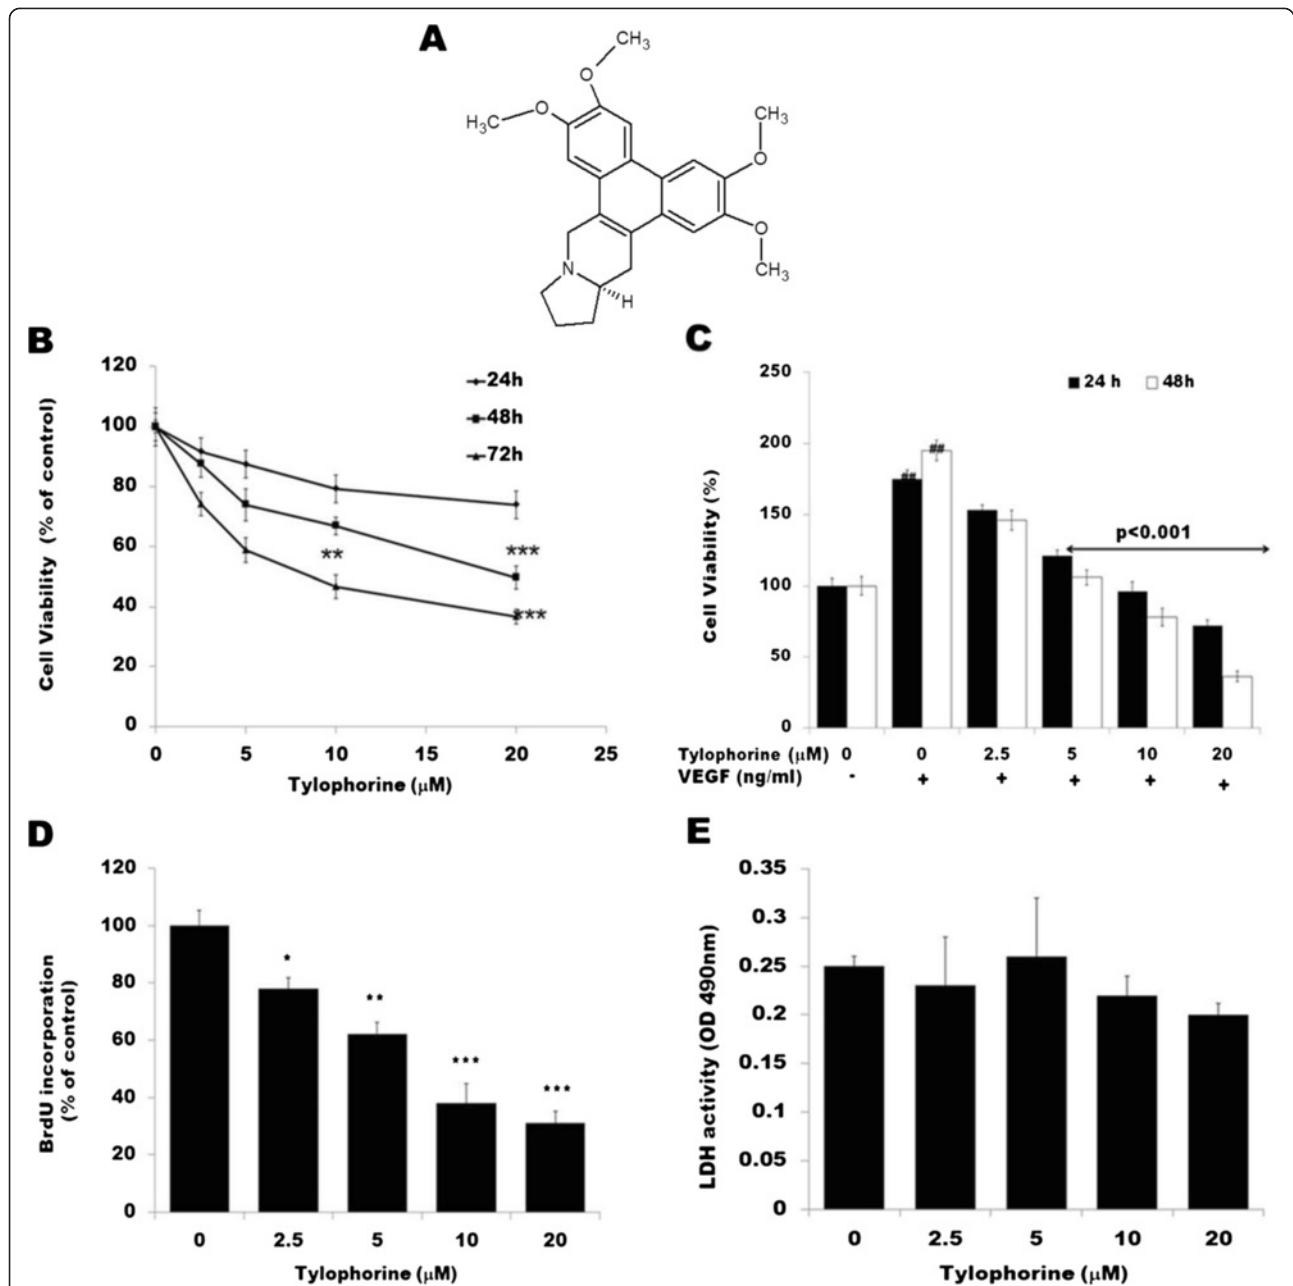 A
CH3
O
H3C
O
CH3
O
O
CH3
N
H
B
120
100
80
60
40
20
0
Cell Viability (% of control)
24h
48h
72h
**
***
***
0 5 10 15 20 25
Tylophorine (μM)
C
250
200
150
100
50
0
Cell Viability (%)
24 h 48h
##
##
p<0.001
Tylophorine (μM) 0 0 2.5 5 10 20
VEGF (ng/ml) - + + + + +
D
120
100
80
60
40
20
0
BrdU incorporation
(% of control)
*
**
***
***
0 2.5 5 10 20
Tylophorine (μM)
E
0.35
0.3
0.25
0.2
0.15
0.1
0.05
0
LDH activity (OD 490nm)
0 2.5 5 10 20
Tylophorine (μM)